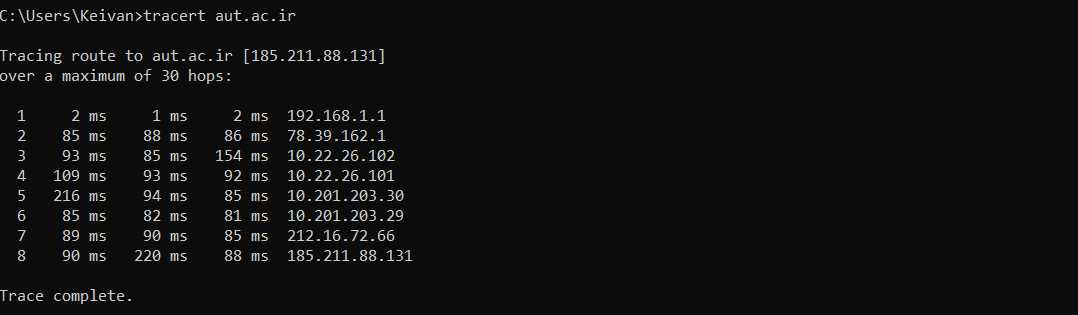 C:\Users\Keivan>tracert aut.ac.ir
Tracing route to aut.ac.ir [185.211.88.131]
over a maximum of 30 hops:
1 2 ms 1 ms 2 ms 192.168.1.1
2 85 ms 88 ms 86 ms 78.39.162.1
3 93 ms 85 ms 154 ms 10.22.26.102
4 109 ms 93 ms 92 ms 10.22.26.101
5 216 ms 94 ms 85 ms 10.201.203.30
6 85 ms 82 ms 81 ms 10.201.203.29
7 89 ms 90 ms 85 ms 212.16.72.66
8 90 ms 220 ms 88 ms 185.211.88.131
Trace complete.